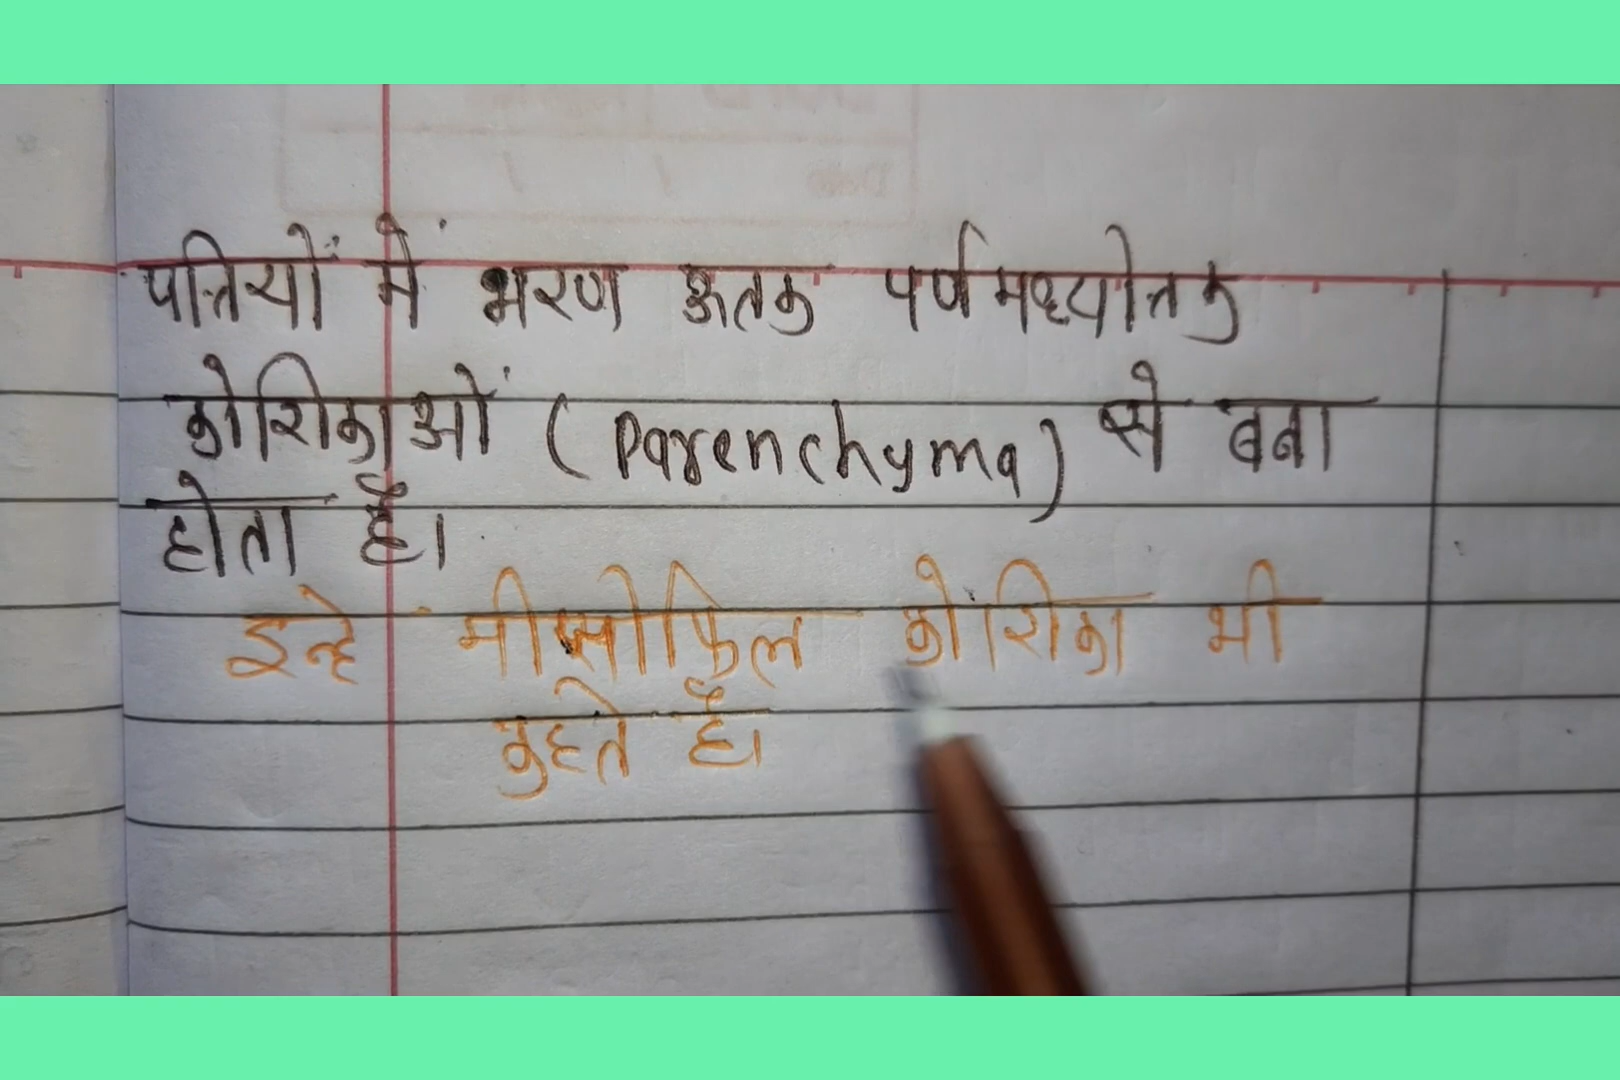 पत्तियों में भरण ऊतक पर्णमध्योतक
कोशिकाओं (Parenchyma) से बना
होता है।
इन्हे मीसोफिल कोशिका भी
कहते है।